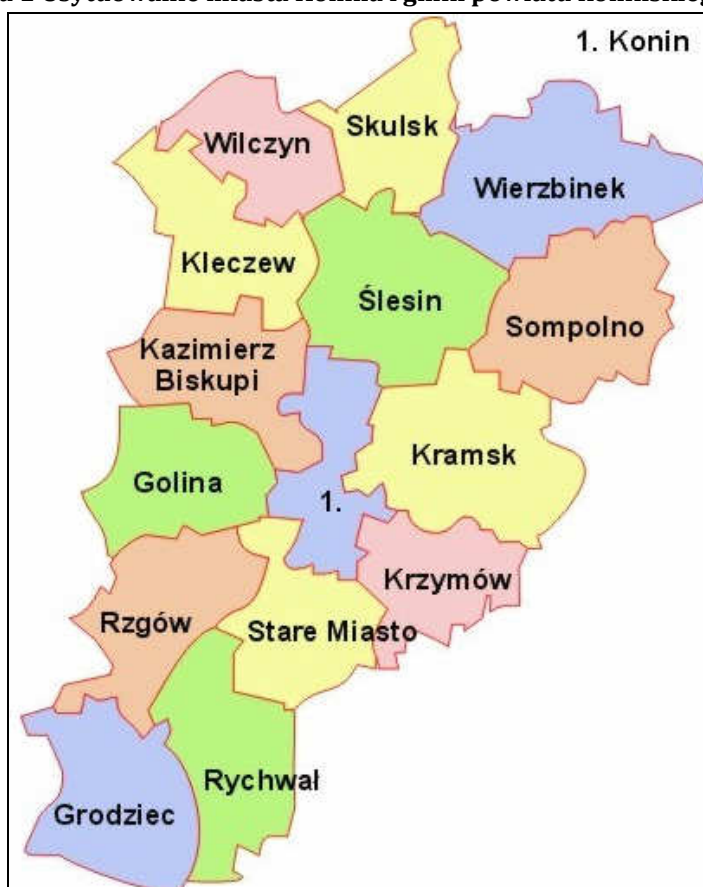 1. Konin
Skulsk
Wilczyn
Wierzbinek
Kleczew
Ślesin
Sompolno
Kazimierz
Biskupi
Kramsk
Golina
1.
Krzymów
Rzgów
Stare Miasto
Rychwał
Grodziec